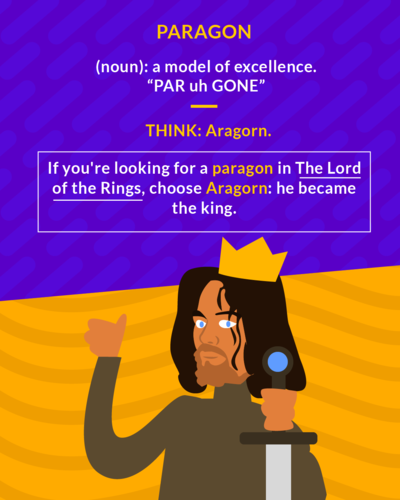 PARAGON
(noun): a model of excellence.
“PAR uh GONE”
THINK: Aragorn.
If you're looking for a paragon in The Lord
of the Rings, choose Aragorn: he became
the king.